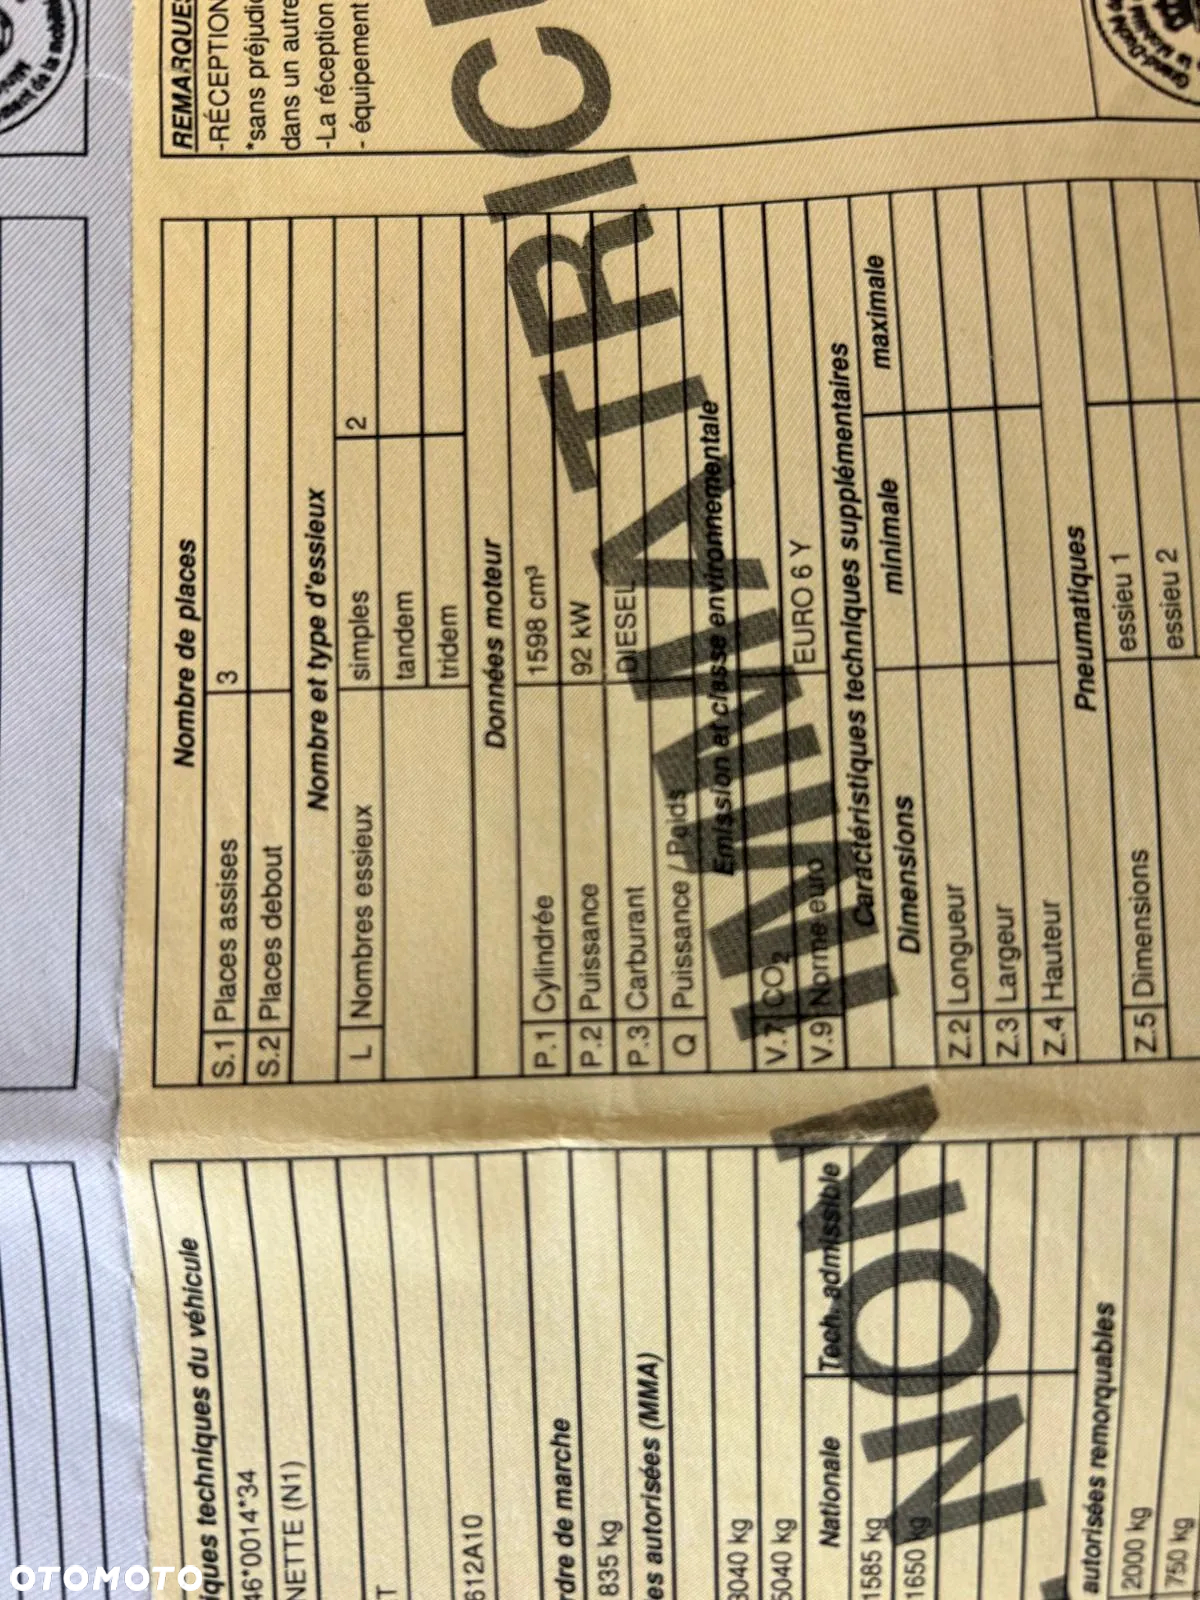 iques techniques du véhicule
46*0014*34
NETTE (N1)
T
612A10
rdre de marche
835 kg
es autorisées (MMA)
3040 kg
5040 kg
Nationale Tech. admissible
1585 kg
1650 kg
autorisées remorquables
2000 kg
750 kg
Nombre de places
S.1 Places assises 3
S.2 Places debout
Nombre et type d'essieux
L Nombres essieux simples 2
tandem
tridem
Données moteur
P.1 Cylindrée 1598 cm³
P.2 Puissance 92 kW
P.3 Carburant DIESEL
Q Puissance / Poids
Emission et classe environnementale
V.7 CO₂
V.9 Norme euro EURO 6 Y
Caractéristiques techniques supplémentaires
Dimensions minimale maximale
Z.2 Longueur
Z.3 Largeur
Z.4 Hauteur
Pneumatiques
Z.5 Dimensions essieu 1
essieu 2
REMARQUES
-RÉCEPTION
*sans préjudic
dans un autre
-La réception
- équipement
NON IMMATRIC
OTOMOTO